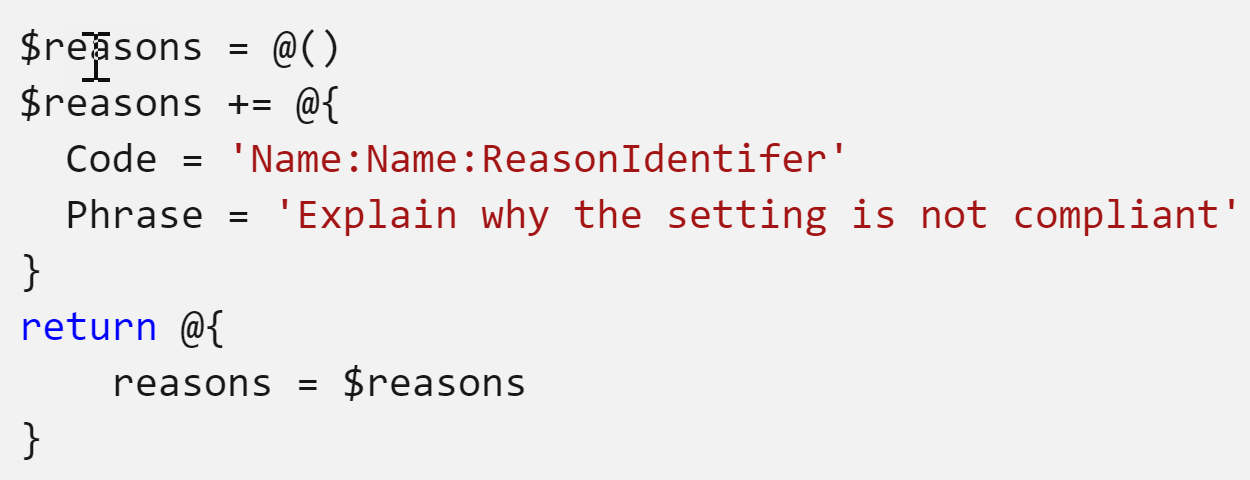 $reasons = @()
$reasons += @{
  Code = 'Name:Name:ReasonIdentifer'
  Phrase = 'Explain why the setting is not compliant'
}
return @{
    reasons = $reasons
}